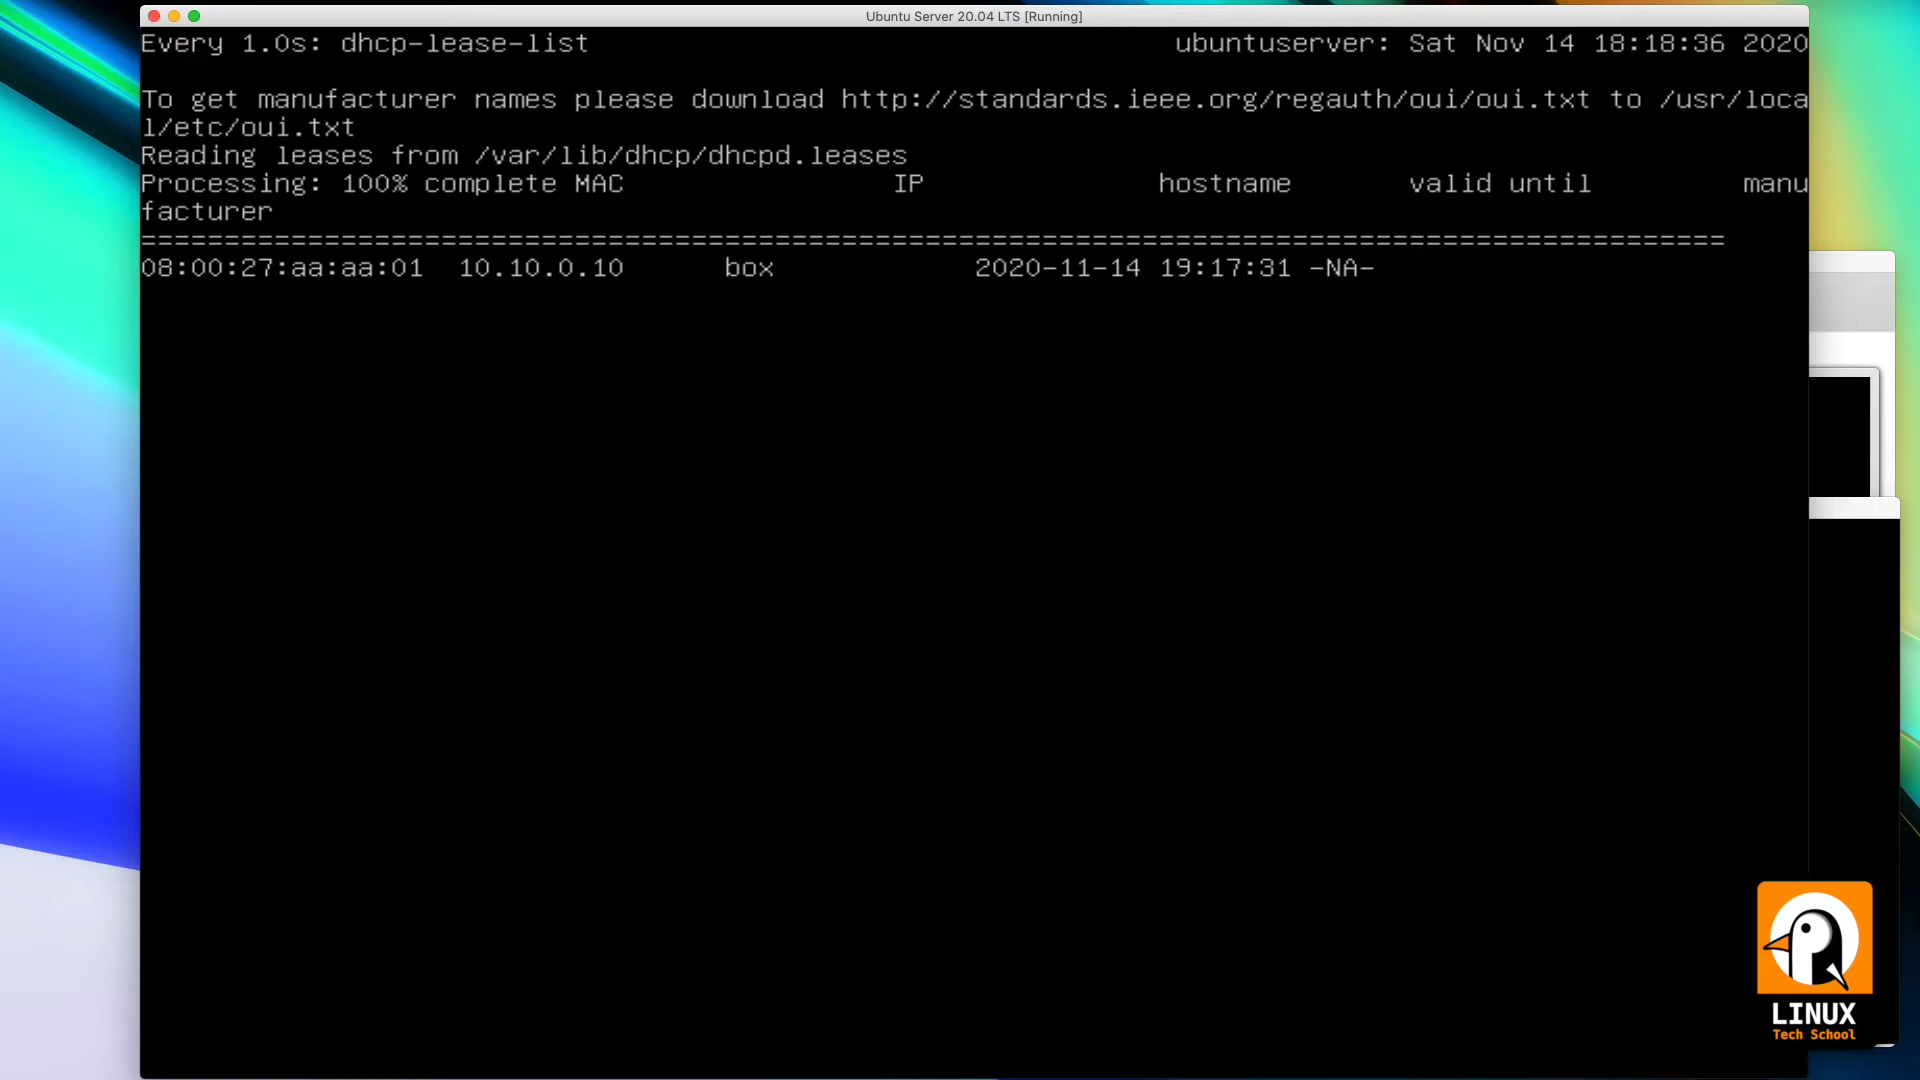 Ubuntu Server 20.04 LTS [Running]
Every 1.0s: dhcp-lease-list ubuntuserver: Sat Nov 14 18:18:36 2020
To get manufacturer names please download http://standards.ieee.org/regauth/oui/oui.txt to /usr/loca
l/etc/oui.txt
Reading leases from /var/lib/dhcp/dhcpd.leases
Processing: 100% complete MAC IP hostname valid until manu
facturer
===============================================================================================
08:00:27:aa:aa:01 10.10.0.10 box 2020-11-14 19:17:31 -NA-
LINUX
Tech School